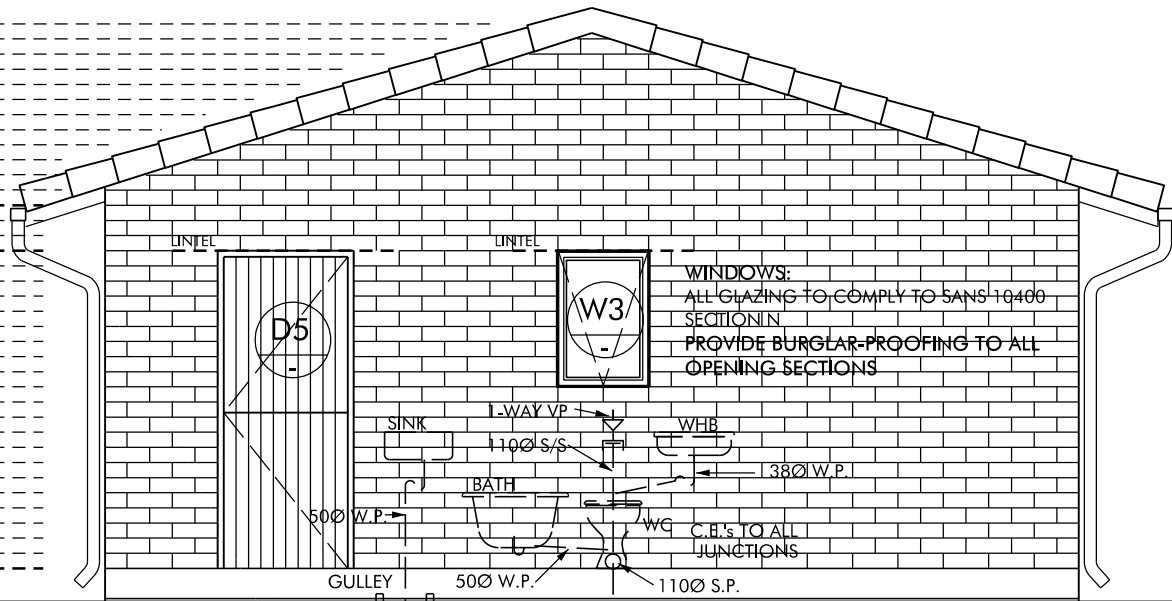 LINTEL
LINTEL
D5
-
W3
-
WINDOWS:
ALL GLAZING TO COMPLY TO SANS 10400
SECTION N
PROVIDE BURGLAR-PROOFING TO ALL
OPENING SECTIONS
SINK
1-WAY VP
WHB
110Ø S/S
38Ø W.P.
BATH
50Ø W.P.
WC
C.E.'s TO ALL
JUNCTIONS
GULLEY
50Ø W.P.
110Ø S.P.